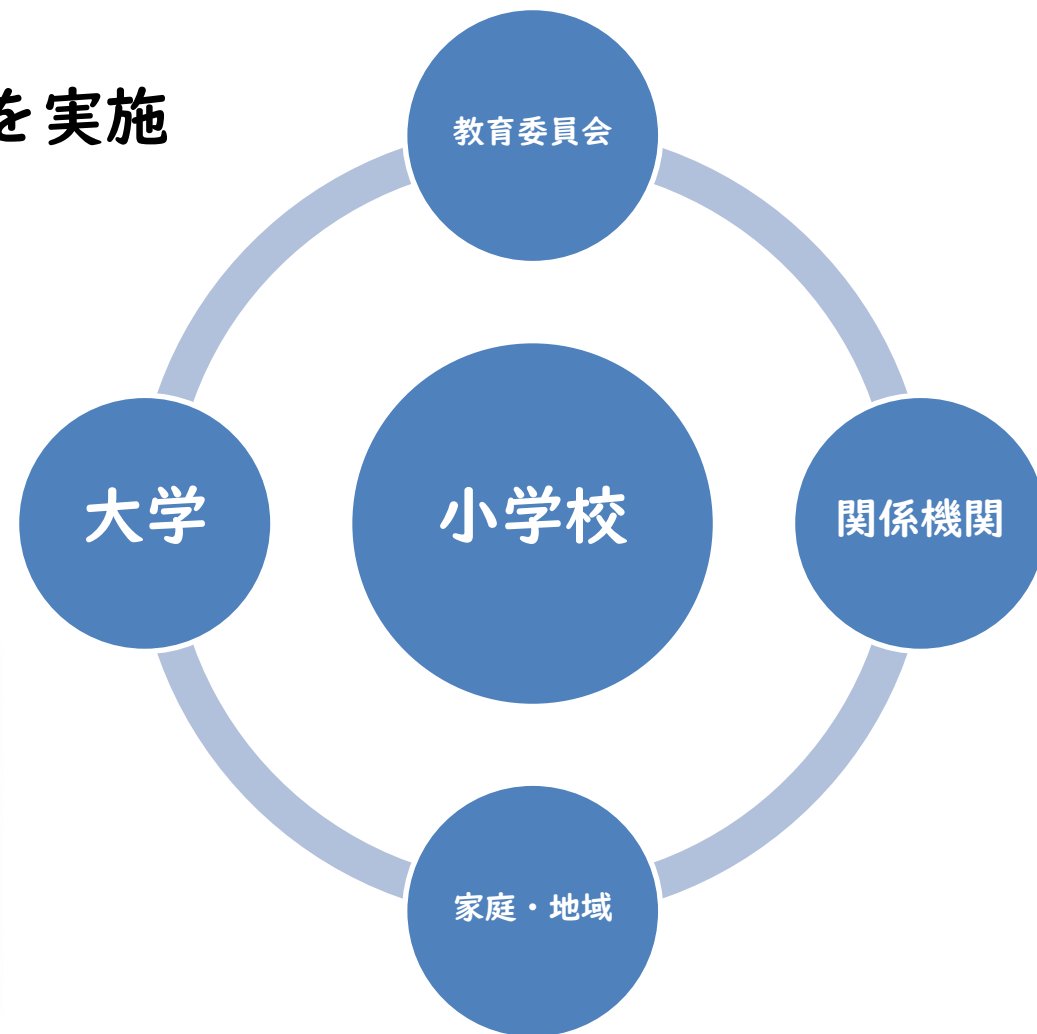 を実施
教育委員会
大学
小学校
関係機関
家庭・地域